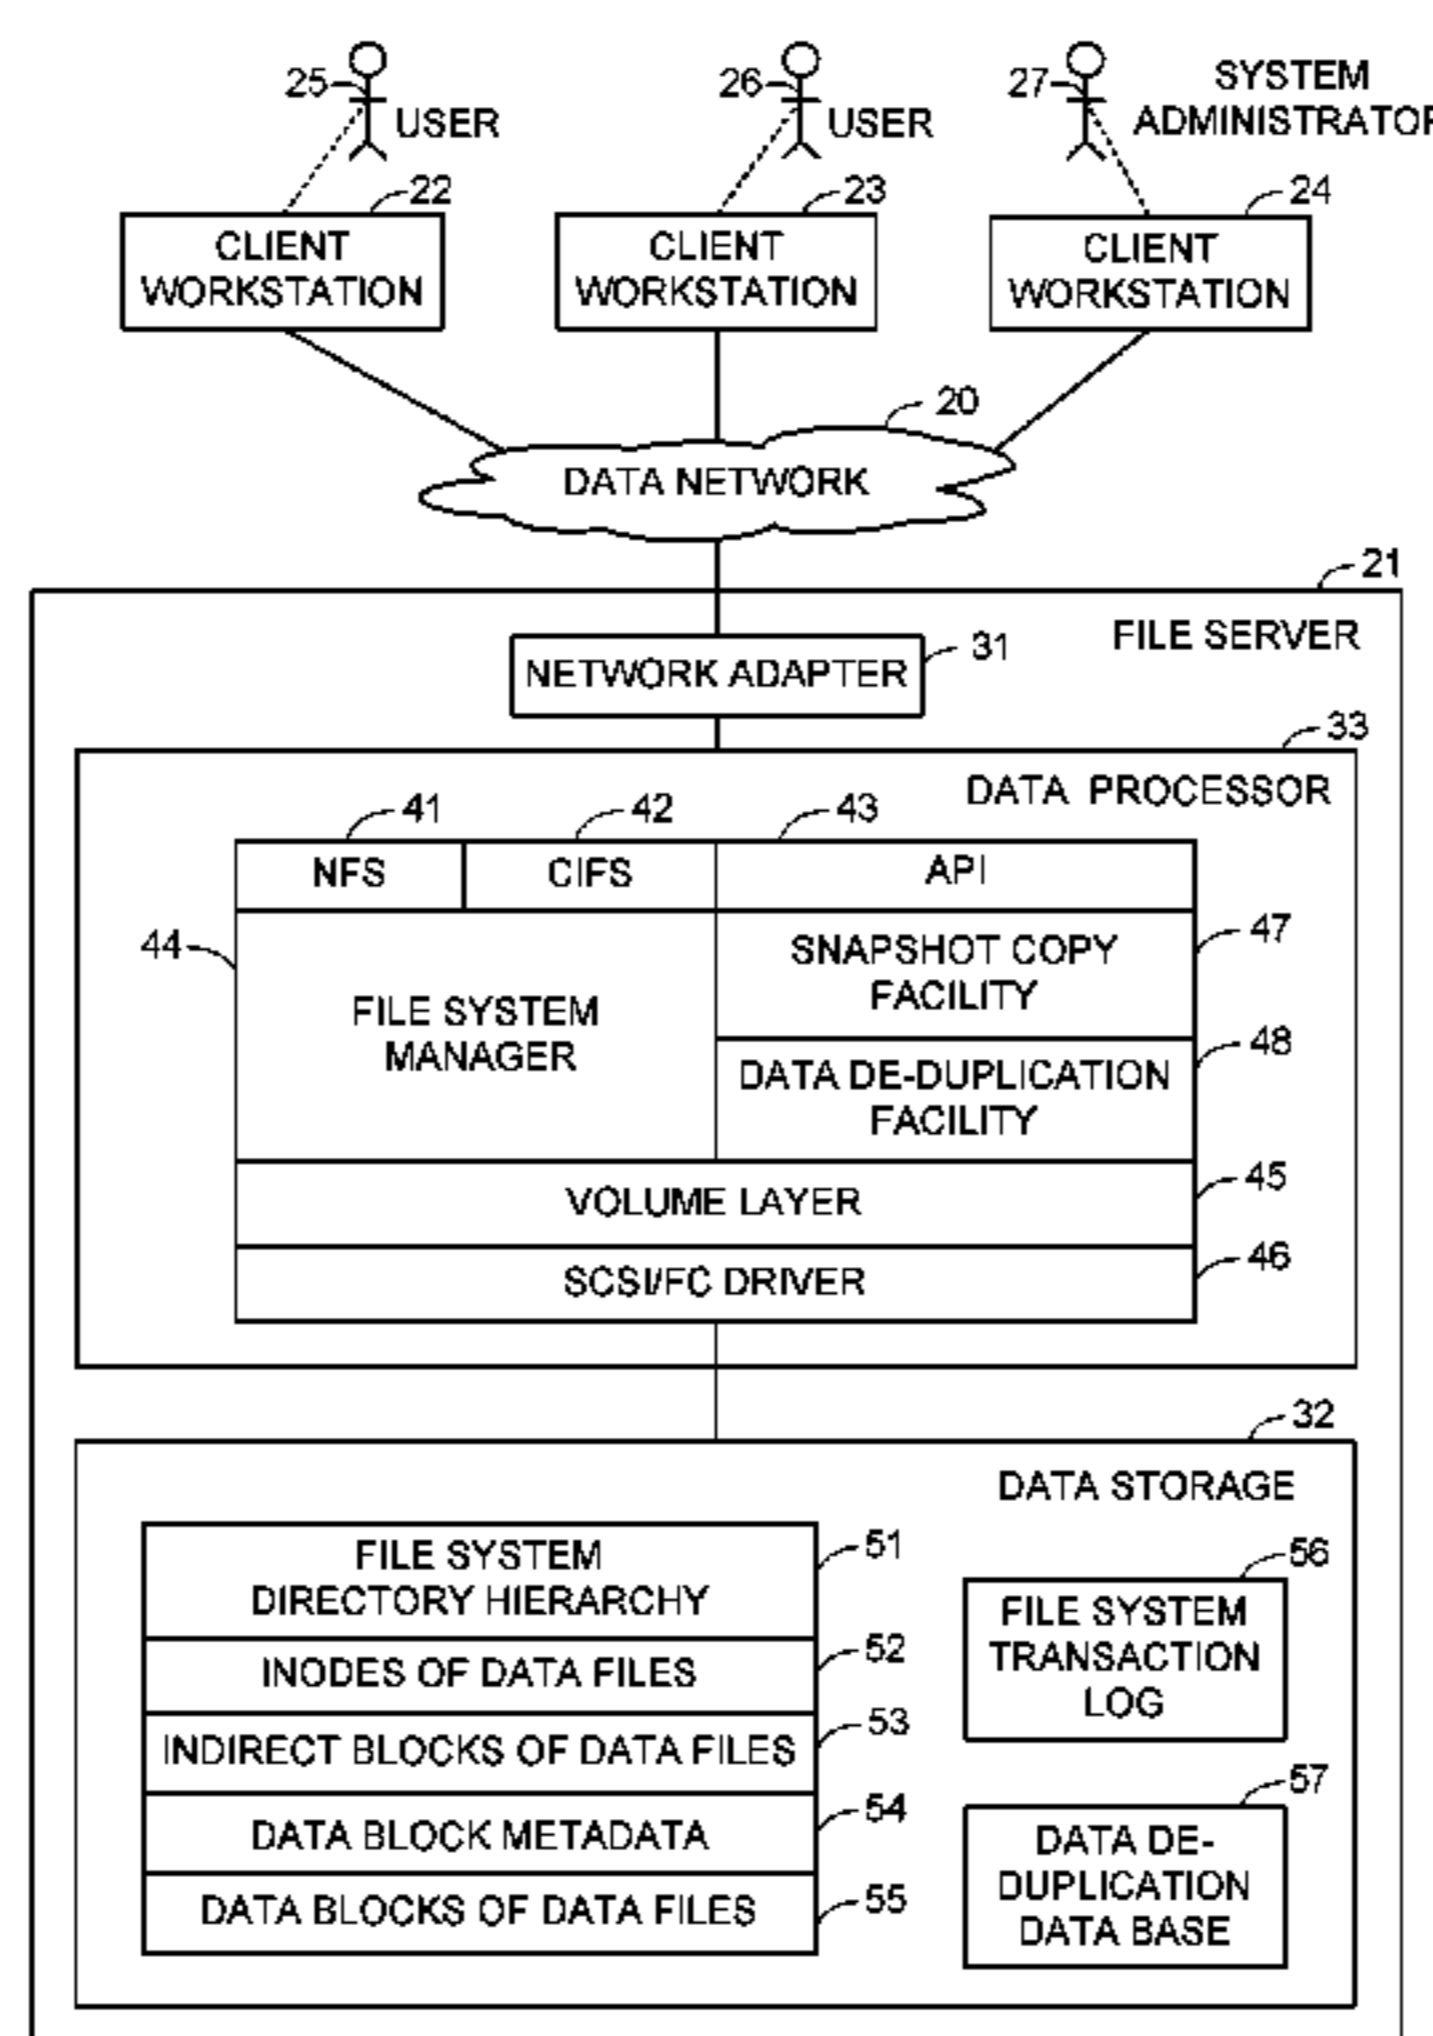 25
USER
26
USER
27
SYSTEM
ADMINISTRATOR
22
CLIENT
WORKSTATION
23
CLIENT
WORKSTATION
24
CLIENT
WORKSTATION
20
DATA NETWORK
21
FILE SERVER
NETWORK ADAPTER
31
33
DATA PROCESSOR
41
NFS
42
CIFS
43
API
44
FILE SYSTEM
MANAGER
SNAPSHOT COPY
FACILITY
47
DATA DE-DUPLICATION
FACILITY
48
VOLUME LAYER
45
SCSI/FC DRIVER
46
32
DATA STORAGE
FILE SYSTEM
DIRECTORY HIERARCHY
51
INODES OF DATA FILES
52
INDIRECT BLOCKS OF DATA FILES
53
DATA BLOCK METADATA
54
DATA BLOCKS OF DATA FILES
55
56
FILE SYSTEM
TRANSACTION
LOG
57
DATA DE-
DUPLICATION
DATA BASE